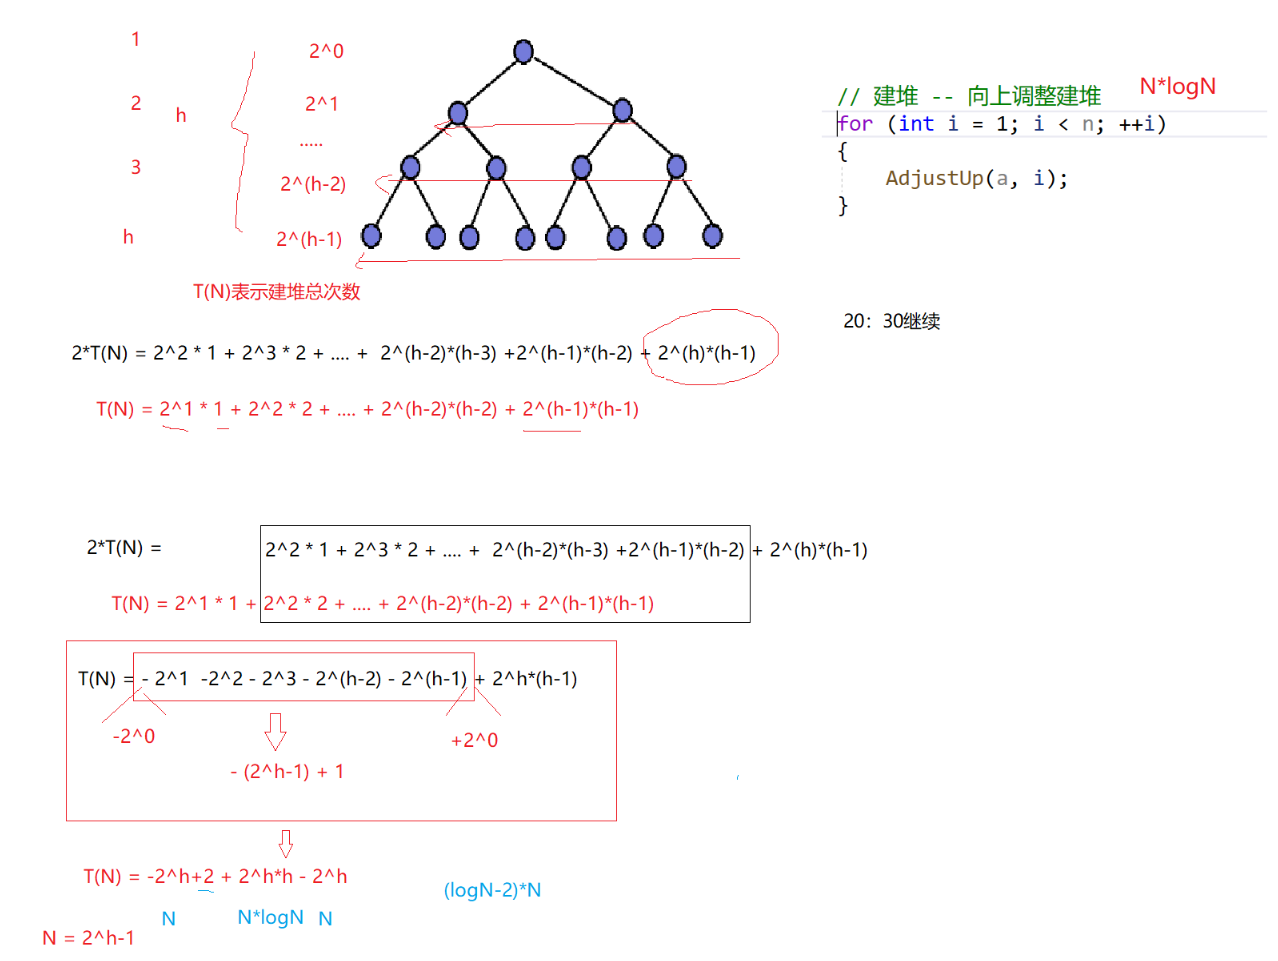 1
2^0
2
h
2^1
.....
3
2^(h-2)
h
2^(h-1)
// 建堆 -- 向上调整建堆
N*logN
for (int i = 1; i < n; ++i)
{
AdjustUp(a, i);
}
T(N)表示建堆总次数
20：30继续
2*T(N) = 2^2 * 1 + 2^3 * 2 + .... + 2^(h-2)*(h-3) +2^(h-1)*(h-2) + 2^(h)*(h-1)
T(N) = 2^1 * 1 + 2^2 * 2 + .... + 2^(h-2)*(h-2) + 2^(h-1)*(h-1)
2*T(N) = 2^2 * 1 + 2^3 * 2 + .... + 2^(h-2)*(h-3) +2^(h-1)*(h-2) + 2^(h)*(h-1)
T(N) = 2^1 * 1 + 2^2 * 2 + .... + 2^(h-2)*(h-2) + 2^(h-1)*(h-1)
T(N) = - 2^1 -2^2 - 2^3 - 2^(h-2) - 2^(h-1) + 2^h*(h-1)
-2^0
+2^0
- (2^h-1) + 1
T(N) = -2^h+2 + 2^h*h - 2^h
(logN-2)*N
N
N*logN
N
N = 2^h-1